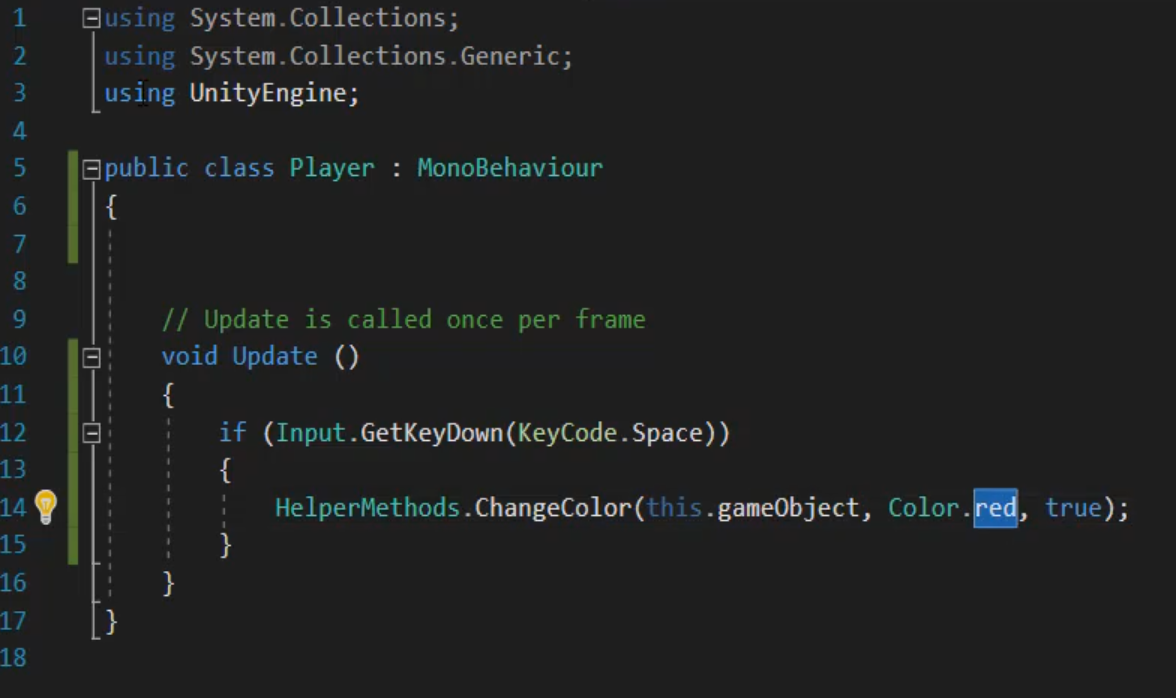 1 using System.Collections;
2 using System.Collections.Generic;
3 using UnityEngine;
4
5 public class Player : MonoBehaviour
6 {
7
8
9 // Update is called once per frame
10 void Update ()
11 {
12 if (Input.GetKeyDown(KeyCode.Space))
13 {
14 HelperMethods.ChangeColor(this.gameObject, Color.red, true);
15 }
16 }
17 }
18